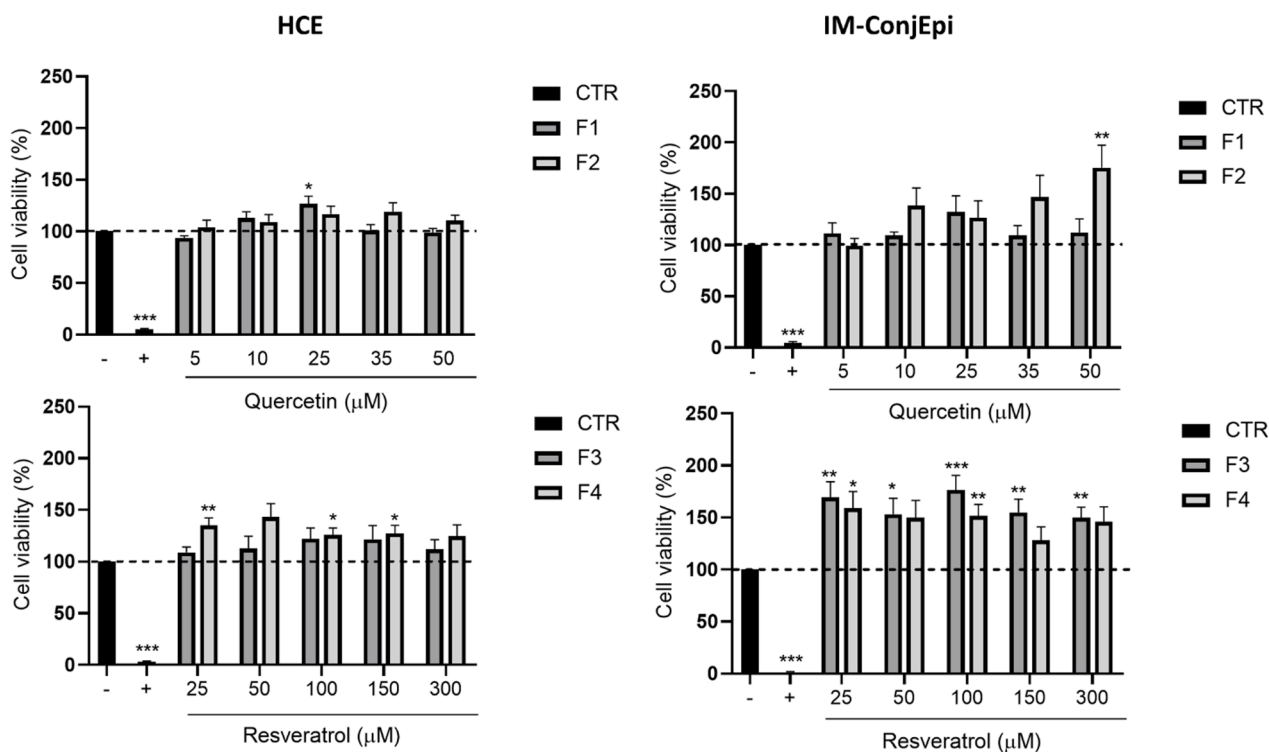 HCE
IM-ConjEpi
250
200
150
100
50
0
Cell viability (%)
***
*
- + 5 10 25 35 50
Quercetin (μM)
CTR
F1
F2
250
200
150
100
50
0
Cell viability (%)
***
**
- + 5 10 25 35 50
Quercetin (μM)
CTR
F1
F2
250
200
150
100
50
0
Cell viability (%)
***
** * *
- + 25 50 100 150 300
Resveratrol (μM)
CTR
F3
F4
250
200
150
100
50
0
Cell viability (%)
***
** * * *** ** ** **
- + 25 50 100 150 300
Resveratrol (μM)
CTR
F3
F4